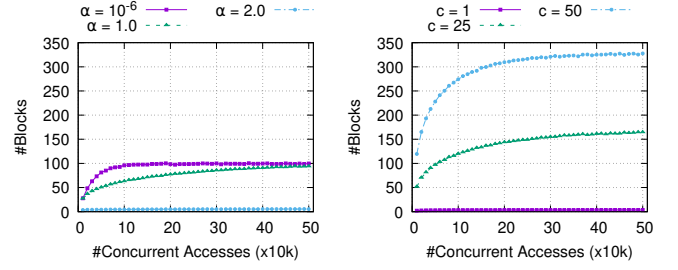 α = 10-6
α = 2.0
α = 1.0
350
300
250
200
150
100
50
0
#Blocks
0
10
20
30
40
50
#Concurrent Accesses (x10k)
c = 1
c = 50
c = 25
350
300
250
200
150
100
50
0
#Blocks
0
10
20
30
40
50
#Concurrent Accesses (x10k)